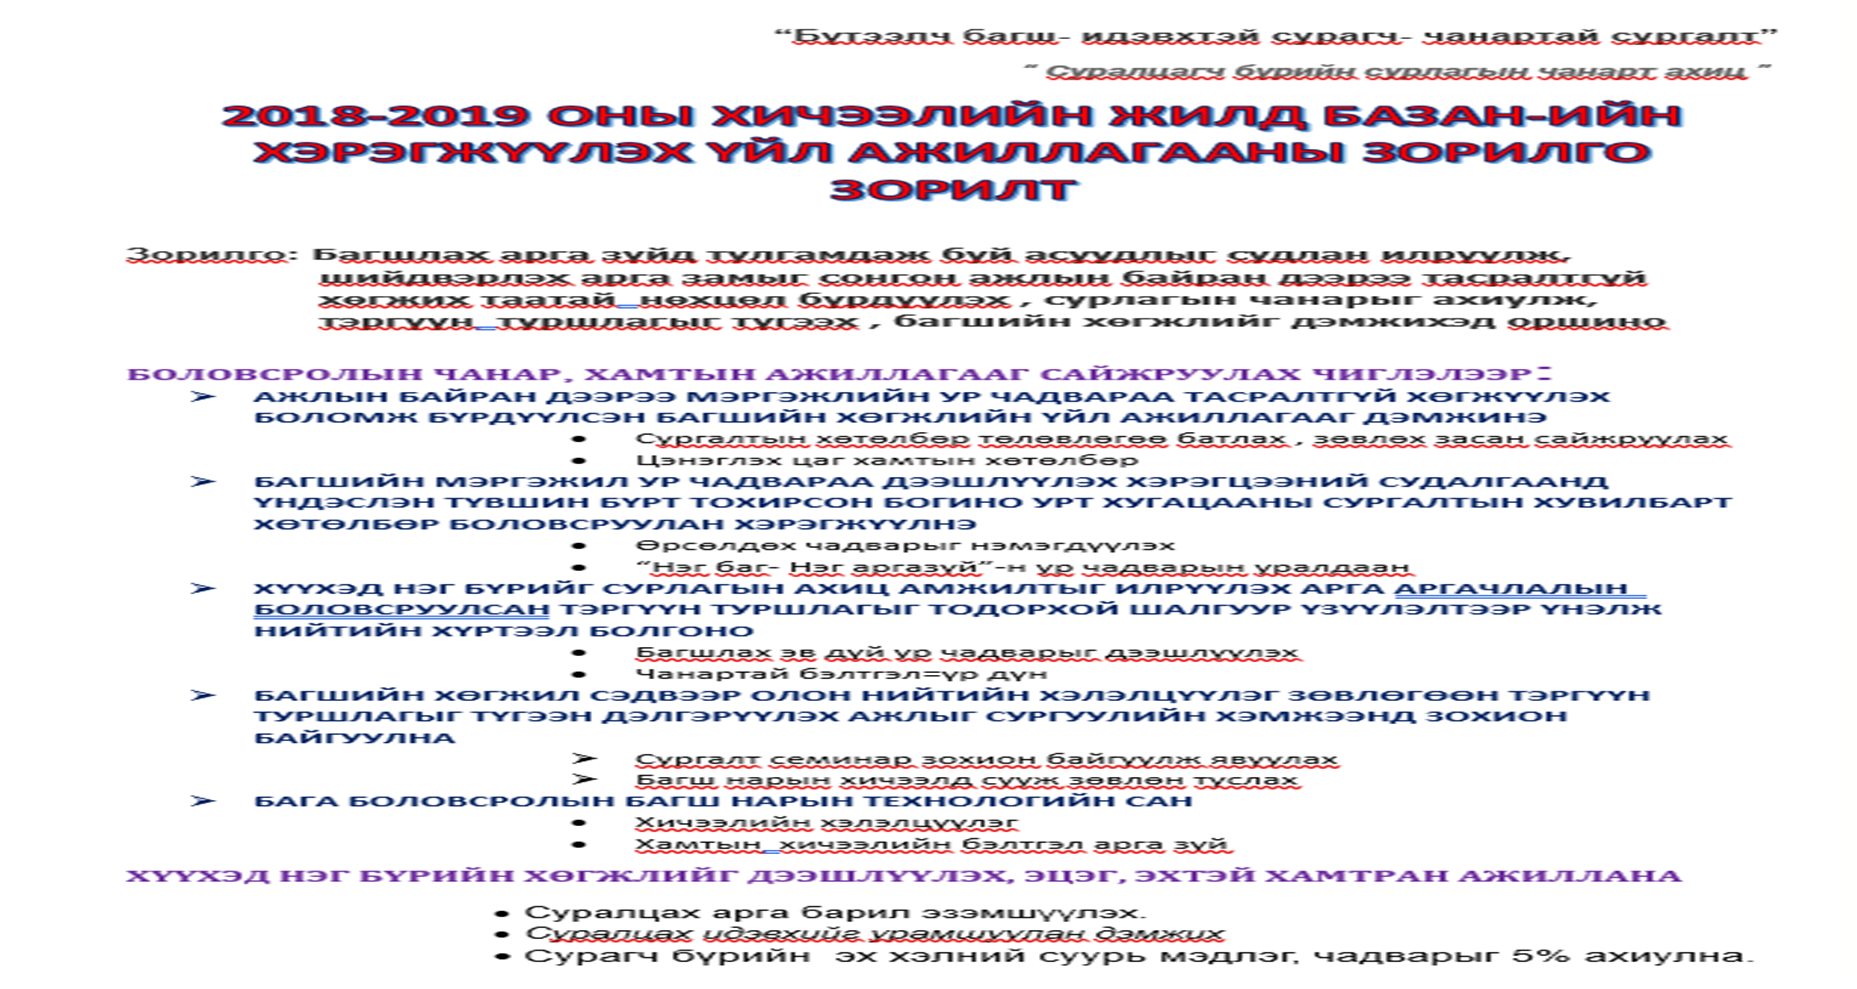 “Бүтээлч багш- идэвхтэй сурагч- чанартай сургалт”
“ Суралцагч бүрийн сурлагын чанарт ахиц ”
2018-2019 ОНЫ ХИЧЭЭЛИЙН ЖИЛД БАЗАН-ИЙН
ХЭРЭГЖҮҮЛЭХ ҮЙЛ АЖИЛЛАГААНЫ ЗОРИЛГО
ЗОРИЛТ
Зорилго: Багшлах арга зүйд тулгамдаж буй асуудлыг судлан илрүүлж,
шийдвэрлэх арга замыг сонгон ажлын байран дээрээ тасралтгүй
хөгжих таатай нөхцөл бүрдүүлэх , сурлагын чанарыг ахиулж,
тэргүүн туршлагыг түгээх , багшийн хөгжлийг дэмжихэд оршино
БОЛОВСРОЛЫН ЧАНАР, ХАМТЫН АЖИЛЛАГААГ САЙЖРУУЛАХ ЧИГЛЭЛЭЭР:
➢ АЖЛЫН БАЙРАН ДЭЭРЭЭ МЭРГЭЖЛИЙН УР ЧАДВАРАА ТАСРАЛТГҮЙ ХӨГЖҮҮЛЭХ
БОЛОМЖ БҮРДҮҮЛСЭН БАГШИЙН ХӨГЖЛИЙН ҮЙЛ АЖИЛЛАГААГ ДЭМЖИНЭ
• Сургалтын хөтөлбөр төлөвлөгөө батлах , зөвлөх засан сайжруулах
• Цэнэглэх цаг хамтын хөтөлбөр
➢ БАГШИЙН МЭРГЭЖИЛ УР ЧАДВАРАА ДЭЭШЛҮҮЛЭХ ХЭРЭГЦЭЭНИЙ СУДАЛГААНД
ҮНДЭСЛЭН ТҮВШИН БҮРТ ТОХИРСОН БОГИНО УРТ ХУГАЦААНЫ СУРГАЛТЫН ХУВИЛБАРТ
ХӨТӨЛБӨР БОЛОВСРУУЛАН ХЭРЭГЖҮҮЛНЭ
• Өрсөлдөх чадварыг нэмэгдүүлэх
• “Нэг баг- Нэг аргазүй”-н ур чадварын уралдаан
➢ ХҮҮХЭД НЭГ БҮРИЙГ СУРЛАГЫН АХИЦ АМЖИЛТЫГ ИЛРҮҮЛЭХ АРГА АРГАЧЛАЛЫН
БОЛОВСРУУЛСАН ТЭРГҮҮН ТУРШЛАГЫГ ТОДОРХОЙ ШАЛГУУР ҮЗҮҮЛЭЛТЭЭР ҮНЭЛЖ
НИЙТИЙН ХҮРТЭЭЛ БОЛГОНО
• Багшлах эв дүй ур чадварыг дээшлүүлэх
• Чанартай бэлтгэл=үр дүн
➢ БАГШИЙН ХӨГЖИЛ СЭДВЭЭР ОЛОН НИЙТИЙН ХЭЛЭЛЦҮҮЛЭГ ЗӨВЛӨГӨӨН ТЭРГҮҮН
ТУРШЛАГЫГ ТҮГЭЭН ДЭЛГЭРҮҮЛЭХ АЖЛЫГ СУРГУУЛИЙН ХЭМЖЭЭНД ЗОХИОН
БАЙГУУЛНА
➢ Сургалт семинар зохион байгуулж явуулах
➢ Багш нарын хичээлд сууж зөвлөн туслах
➢ БАГА БОЛОВСРОЛЫН БАГШ НАРЫН ТЕХНОЛОГИЙН САН
• Хичээлийн хэлэлцүүлэг
• Хамтын хичээлийн бэлтгэл арга зүй
ХҮҮХЭД НЭГ БҮРИЙН ХӨГЖЛИЙГ ДЭЭШЛҮҮЛЭХ, ЭЦЭГ, ЭХТЭЙ ХАМТРАН АЖИЛЛАНА
• Суралцах арга барил эзэмшүүлэх.
• Суралцах идэвхийг урамшуулан дэмжих
• Сурагч бүрийн эх хэлний суурь мэдлэг, чадварыг 5% ахиулна.